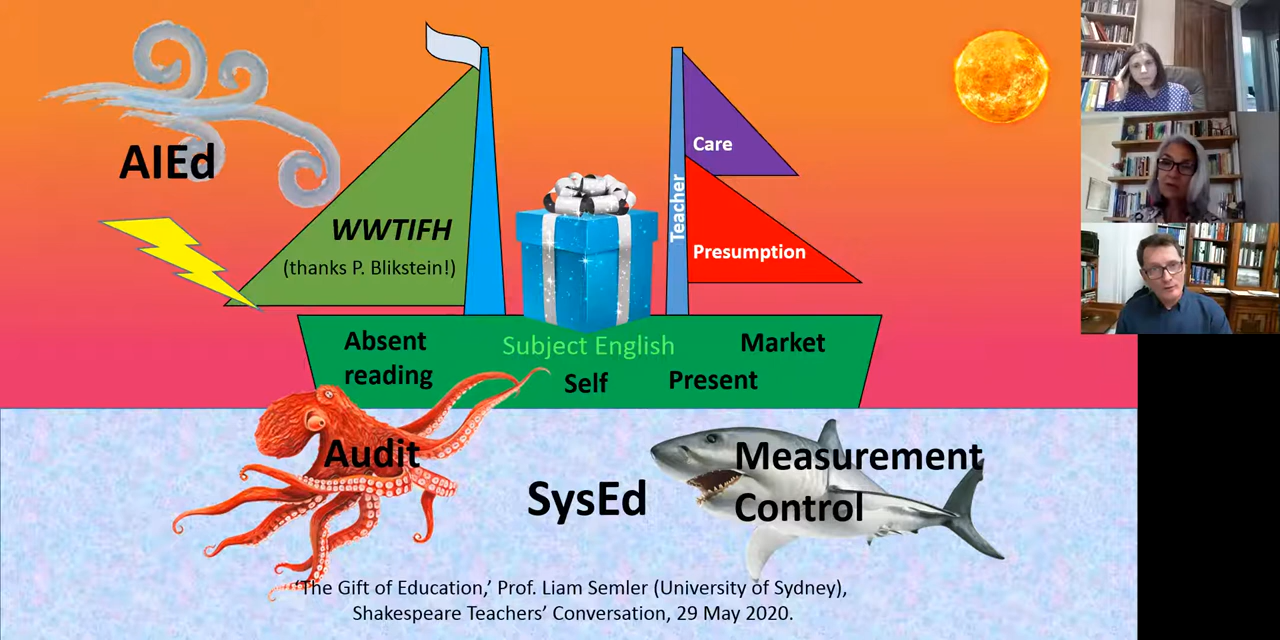 AIEd
WWTIFH
(thanks P. Blikstein!)
Teacher
Care
Presumption
Absent
reading
Subject English
Self
Market
Present
Audit
SysEd
Measurement
Control
‘The Gift of Education,’ Prof. Liam Semler (University of Sydney),
Shakespeare Teachers’ Conversation, 29 May 2020.